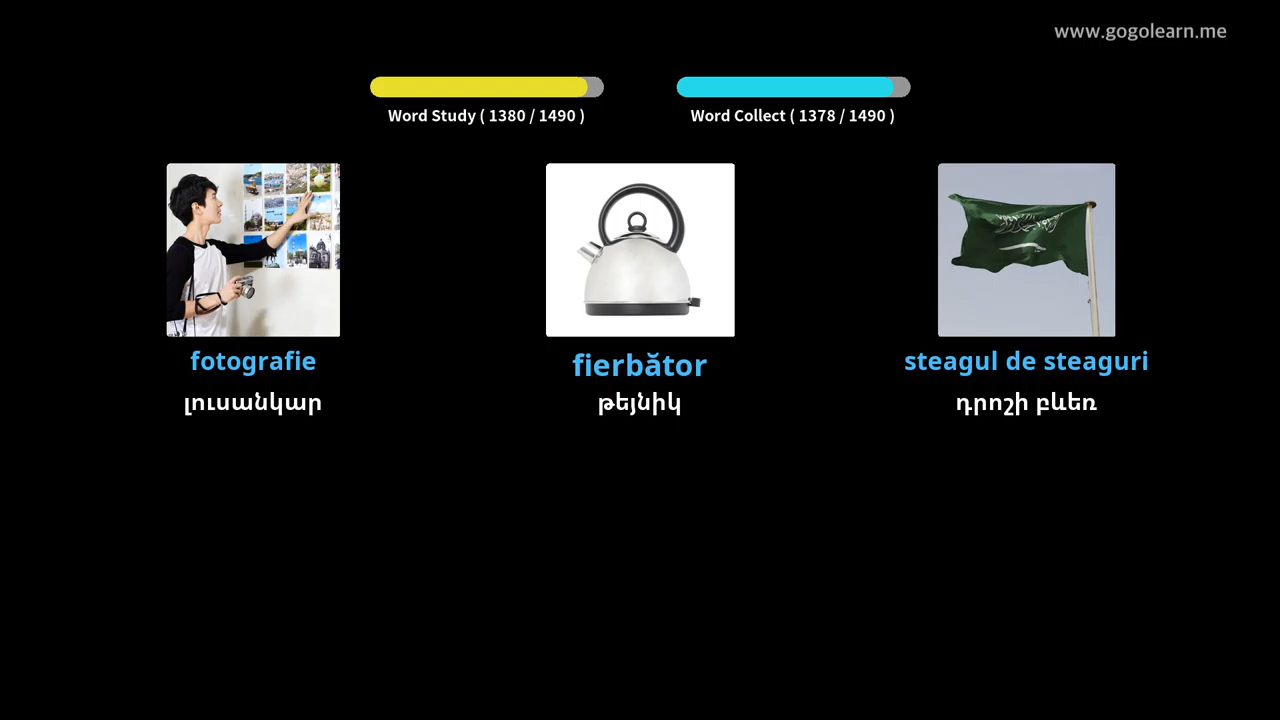 www.gogolearn.me
Word Study ( 1380 / 1490 )
Word Collect ( 1378 / 1490 )
fotografie
fierbător
steagul de steaguri
լուսանկար
թեյնիկ
դրոշի բևեռ